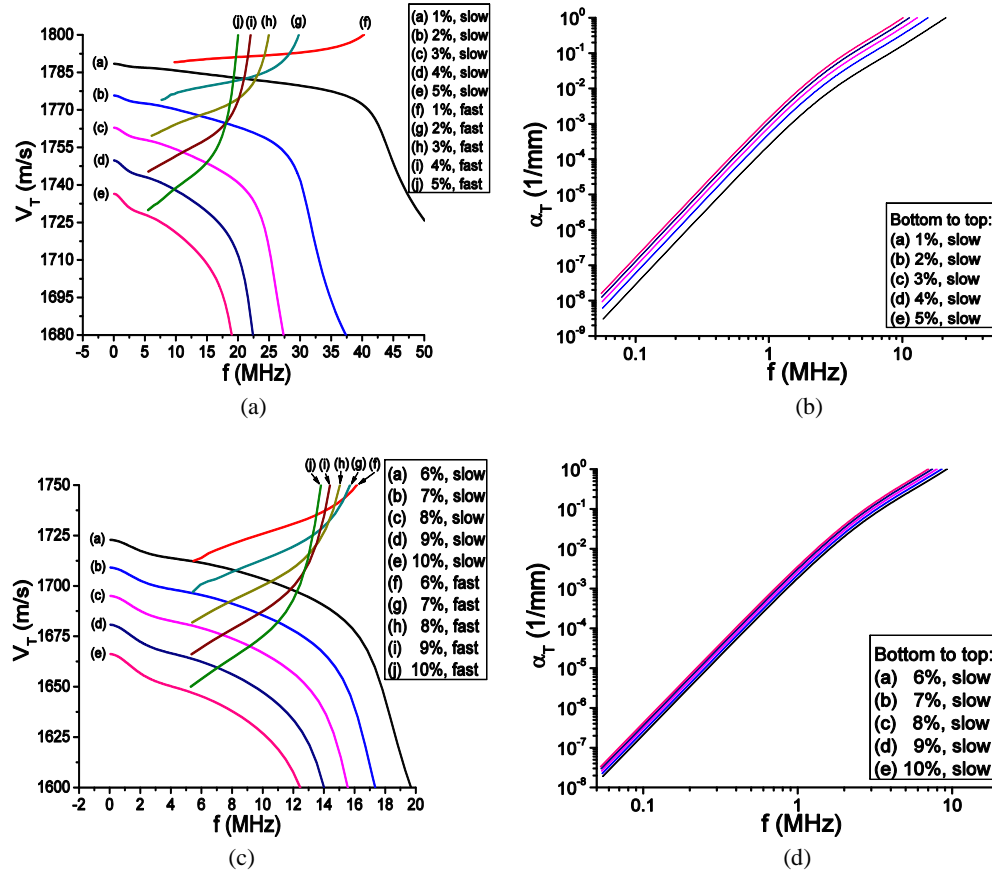 (j) (i) (h) (g) (f)
1800
1785
1770
1755
1740
1725
1710
1695
1680
V_T (m/s)
(a)
(b)
(c)
(d)
(e)
(a) 1%, slow
(b) 2%, slow
(c) 3%, slow
(d) 4%, slow
(e) 5%, slow
(f) 1%, fast
(g) 2%, fast
(h) 3%, fast
(i) 4%, fast
(j) 5%, fast
-5 0 5 10 15 20 25 30 35 40 45 50
f (MHz)
(a)
10^0
10^-1
10^-2
10^-3
10^-4
10^-5
10^-6
10^-7
10^-8
10^-9
α_T (1/mm)
Bottom to top:
(a) 1%, slow
(b) 2%, slow
(c) 3%, slow
(d) 4%, slow
(e) 5%, slow
0.1 1 10
f (MHz)
(b)
(j) (i) (h) (g) (f)
1750
1725
1700
1675
1650
1625
1600
V_T (m/s)
(a)
(b)
(c)
(d)
(e)
(a) 6%, slow
(b) 7%, slow
(c) 8%, slow
(d) 9%, slow
(e) 10%, slow
(f) 6%, fast
(g) 7%, fast
(h) 8%, fast
(i) 9%, fast
(j) 10%, fast
-2 0 2 4 6 8 10 12 14 16 18 20
f (MHz)
(c)
10^0
10^-1
10^-2
10^-3
10^-4
10^-5
10^-6
10^-7
10^-8
α_T (1/mm)
Bottom to top:
(a) 6%, slow
(b) 7%, slow
(c) 8%, slow
(d) 9%, slow
(e) 10%, slow
0.1 1 10
f (MHz)
(d)